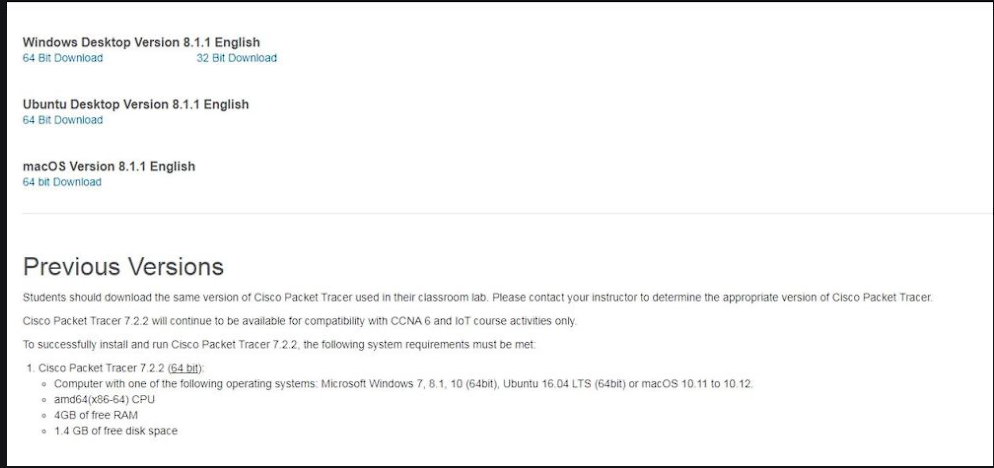 Windows Desktop Version 8.1.1 English
64 Bit Download 32 Bit Download
Ubuntu Desktop Version 8.1.1 English
64 Bit Download
macOS Version 8.1.1 English
64 bit Download
Previous Versions
Students should download the same version of Cisco Packet Tracer used in their classroom lab. Please contact your instructor to determine the appropriate version of Cisco Packet Tracer.
Cisco Packet Tracer 7.2.2 will continue to be available for compatibility with CCNA 6 and IoT course activities only.
To successfully install and run Cisco Packet Tracer 7.2.2, the following system requirements must be met:
1. Cisco Packet Tracer 7.2.2 (64 bit):
◦ Computer with one of the following operating systems: Microsoft Windows 7, 8.1, 10 (64bit), Ubuntu 16.04 LTS (64bit) or macOS 10.11 to 10.12.
◦ amd64(x86-64) CPU
◦ 4GB of free RAM
◦ 1.4 GB of free disk space